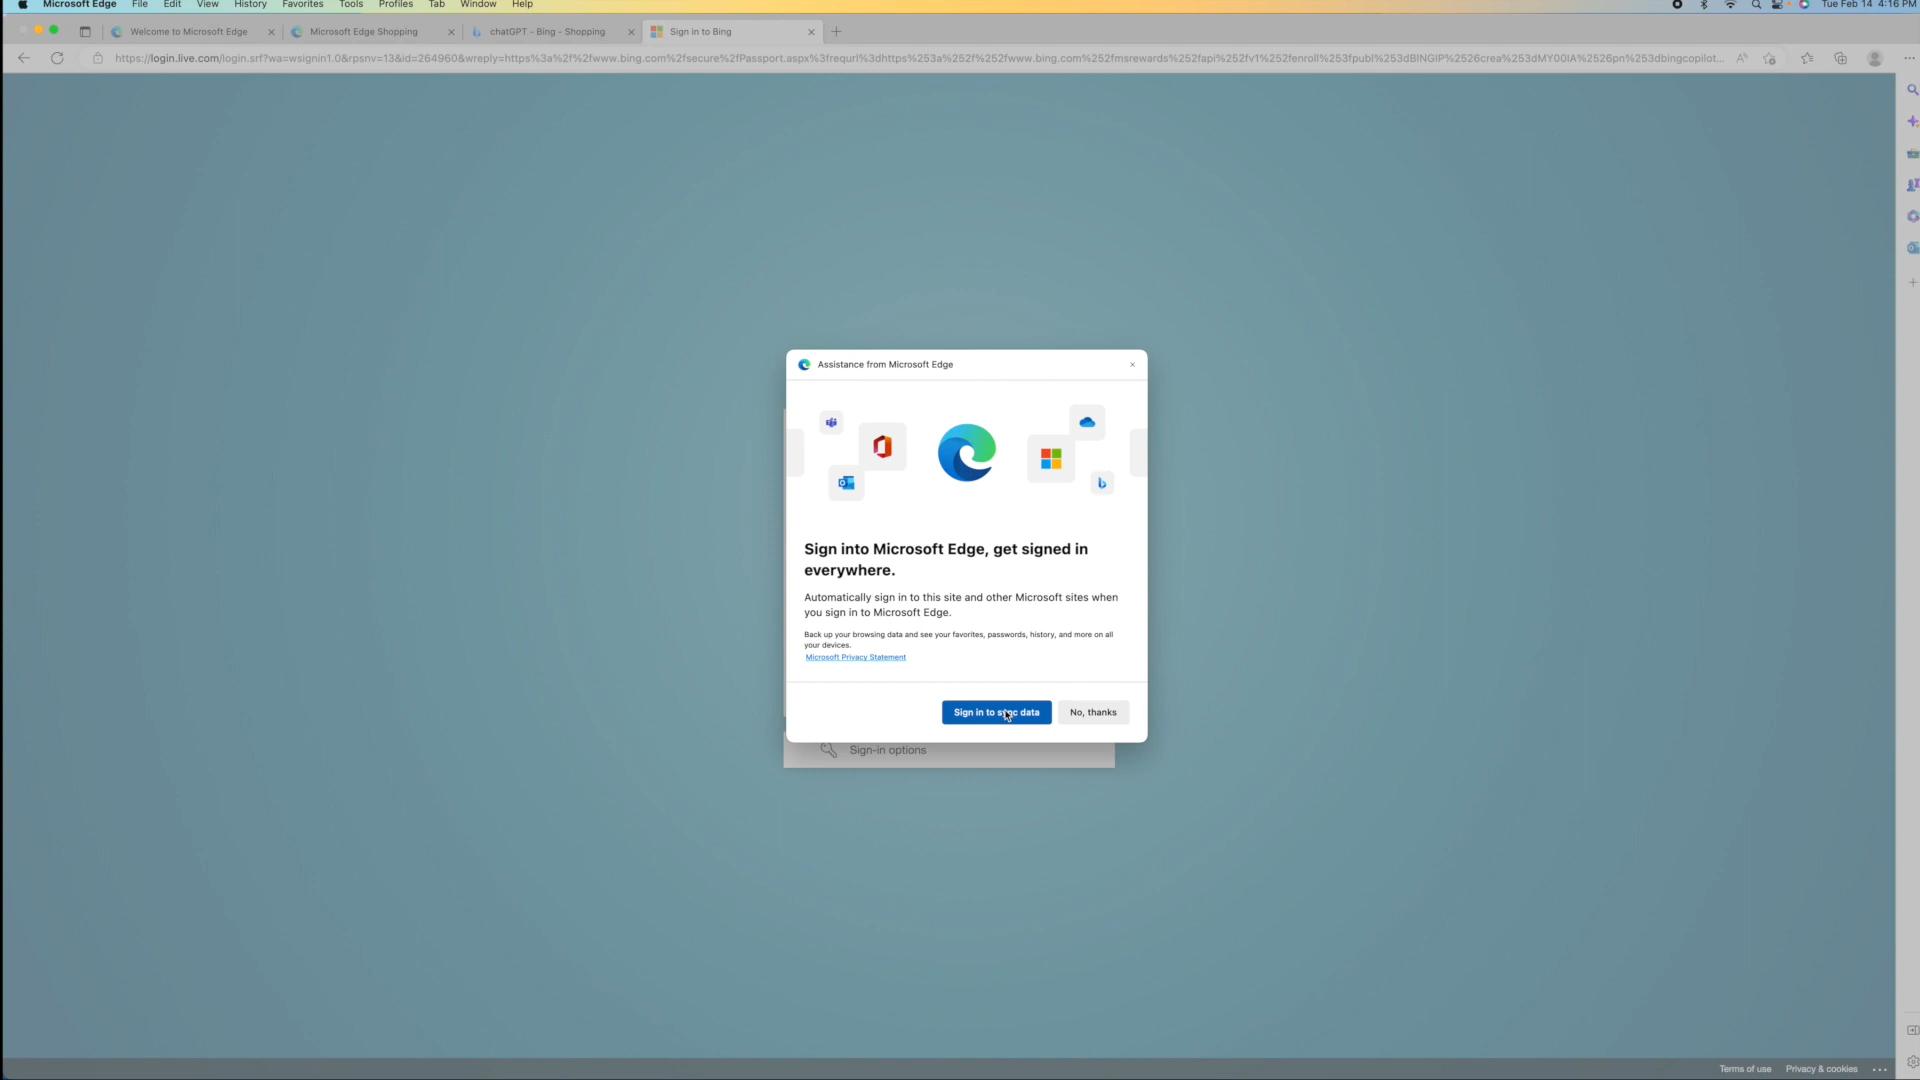 Microsoft Edge File Edit View History Favorites Tools Profiles Tab Window Help Tue Feb 14 4:16 PM
Welcome to Microsoft Edge Microsoft Edge Shopping chatGPT - Bing - Shopping Sign in to Bing
https://login.live.com/login.srf?wa=wsignin1.0&rpsnv=13&id=264960&wreply=https%3a%2f%2fwww.bing.com%2fsecure%2fPassport.aspx%3frequrl%3dhttps%253a%252f%252fwww.bing.com%252fmsrewards%252fapi%252fv1%252fenroll%253fpubl%253dBINGIP%2526crea%253dMY00IA%2526pn%253dbingcopilot...
Assistance from Microsoft Edge
Sign into Microsoft Edge, get signed in
everywhere.
Automatically sign in to this site and other Microsoft sites when
you sign in to Microsoft Edge.
Back up your browsing data and see your favorites, passwords, history, and more on all
your devices.
Microsoft Privacy Statement
Sign in to sync data No, thanks
Sign-in options
Terms of use Privacy & cookies ...